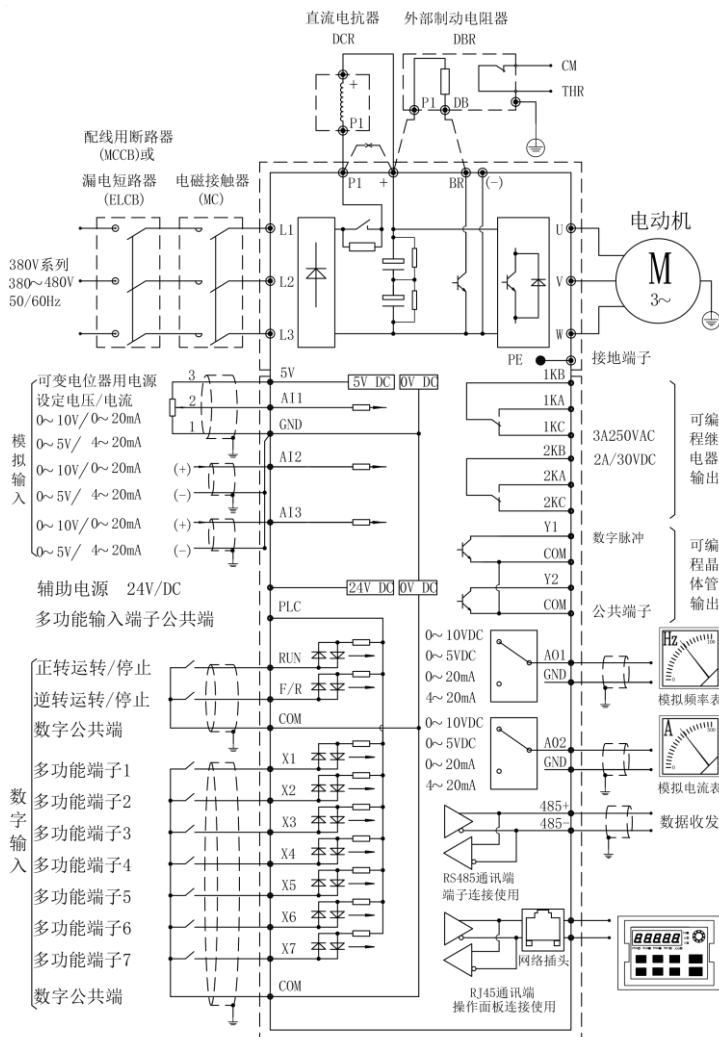 直流电抗器
DCR
外部制动电阻器
DBR
CM
THR
+
P1
P1
DB
配线用断路器
(MCCB)或
漏电短路器
(ELCB)
电磁接触器
(MC)
P1
+
BR
(-)
380V系列
380～480V
50/60Hz
L1
L2
L3
U
V
W
电动机
M
3～
PE
接地端子
模拟输入
可变电位器用电源
设定电压/电流
0～10V/0～20mA
0～5V/ 4～20mA
0～10V/0～20mA
0～5V/ 4～20mA
0～10V/0～20mA
0～5V/ 4～20mA
3
2
1
(+)
(-)
(+)
(-)
5V
AI1
GND
AI2
AI3
5V DC
0V DC
1KB
1KA
1KC
2KB
2KA
2KC
3A250VAC
2A/30VDC
可编
程继
电器
输出
Y1
COM
Y2
COM
数字脉冲
公共端子
可编
程晶
体管
输出
辅助电源 24V/DC
多功能输入端子公共端
24V DC
0V DC
PLC
数字输入
正转运转/停止
逆转运转/停止
数字公共端
RUN
F/R
COM
多功能端子1
多功能端子2
多功能端子3
多功能端子4
多功能端子5
多功能端子6
多功能端子7
数字公共端
X1
X2
X3
X4
X5
X6
X7
COM
0～10VDC
0～5VDC
0～20mA
4～20mA
AO1
GND
Hz
模拟频率表
0～10VDC
0～5VDC
0～20mA
4～20mA
AO2
GND
A
模拟电流表
485+
485-
数据收发
RS485通讯端
端子连接使用
网络插头
RJ45通讯端
操作面板连接使用
88888